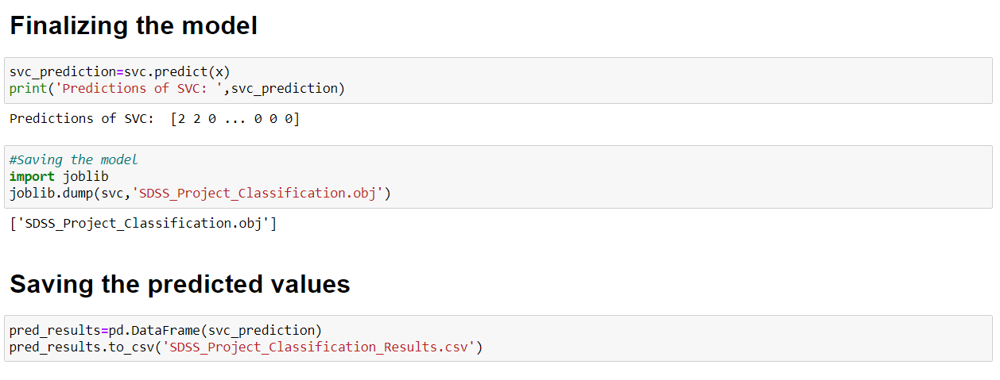 Finalizing the model
svc_prediction=svc.predict(x)
print('Predictions of SVC: ',svc_prediction)
Predictions of SVC:  [2 2 0 ... 0 0 0]
#Saving the model
import joblib
joblib.dump(svc,'SDSS_Project_Classification.obj')
['SDSS_Project_Classification.obj']
Saving the predicted values
pred_results=pd.DataFrame(svc_prediction)
pred_results.to_csv('SDSS_Project_Classification_Results.csv')